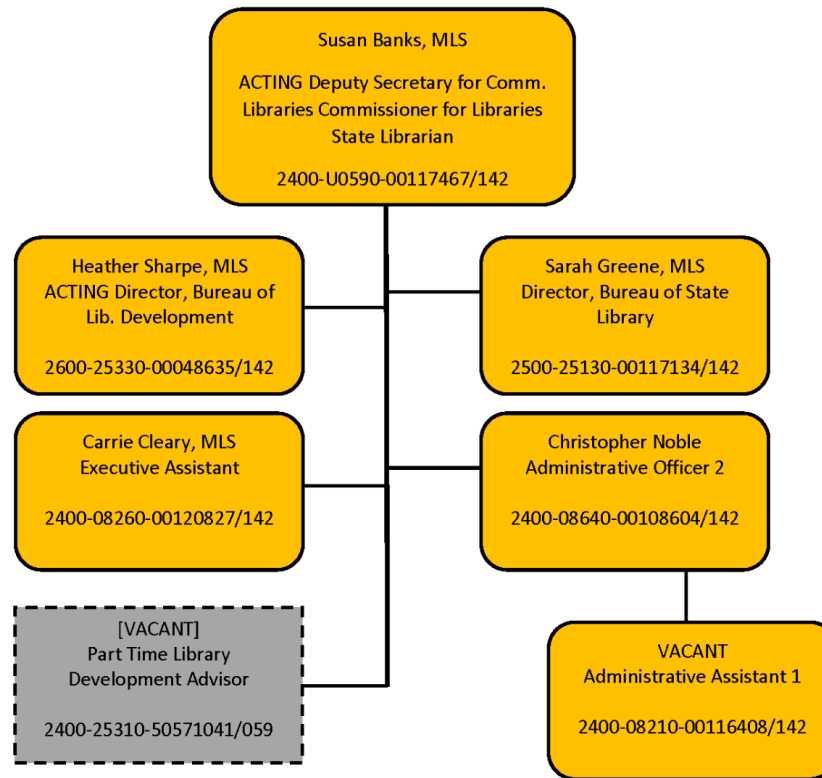 Susan Banks, MLS
ACTING Deputy Secretary for Comm.
Libraries Commissioner for Libraries
State Librarian
2400-U0590-00117467/142
Heather Sharpe, MLS
ACTING Director, Bureau of
Lib. Development
2600-25330-00048635/142
Sarah Greene, MLS
Director, Bureau of State
Library
2500-25130-00117134/142
Carrie Cleary, MLS
Executive Assistant
2400-08260-00120827/142
Christopher Noble
Administrative Officer 2
2400-08640-00108604/142
[VACANT]
Part Time Library
Development Advisor
2400-25310-50571041/059
VACANT
Administrative Assistant 1
2400-08210-00116408/142